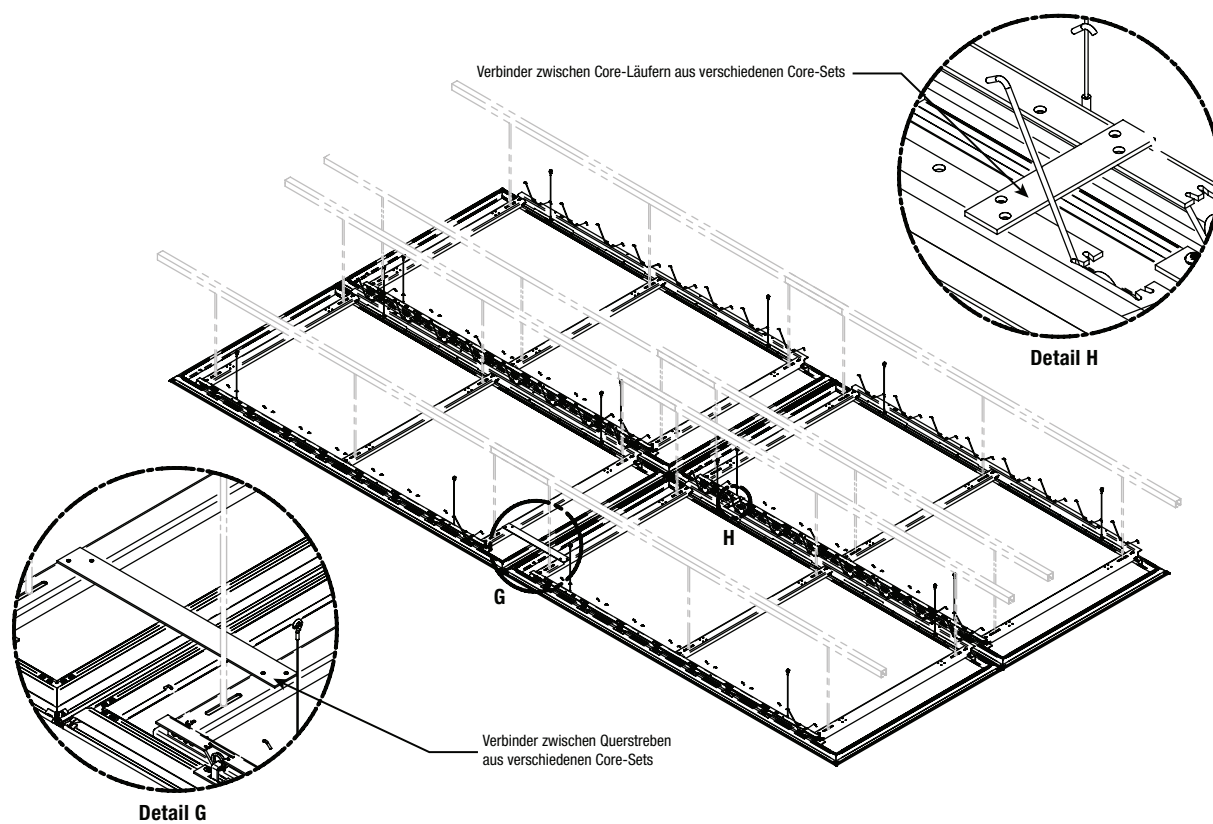 Verbinder zwischen Core-Läufern aus verschiedenen Core-Sets
Detail H
H
G
Verbinder zwischen Querstreben
aus verschiedenen Core-Sets
Detail G